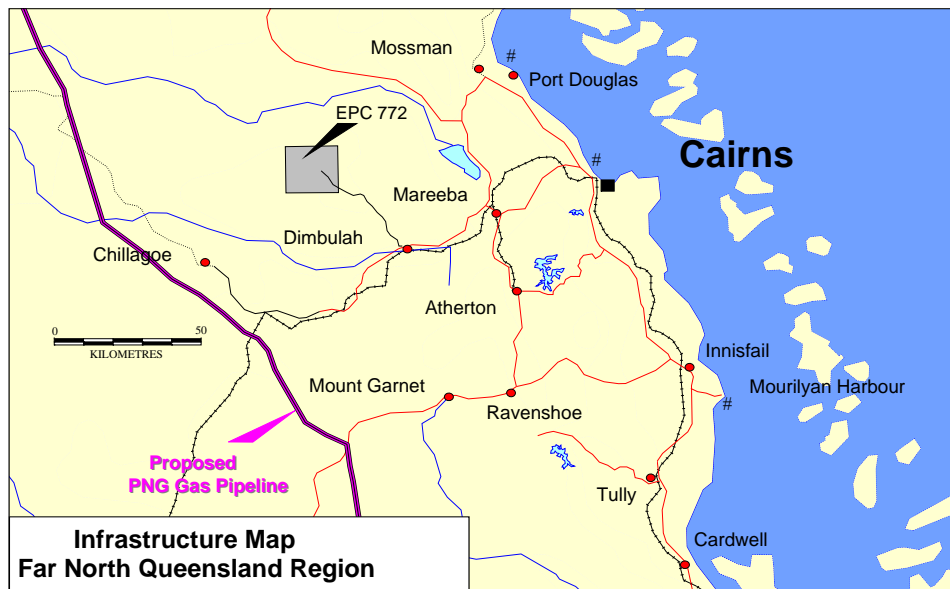 Mossman
#
Port Douglas
EPC 772
Cairns
#
Mareeba
Dimbulah
Chillagoe
Atherton
0
50
KILOMETRES
Innisfail
Mount Garnet
Mourilyan Harbour
#
Ravenshoe
Proposed
PNG Gas Pipeline
Tully
Cardwell
Infrastructure Map
Far North Queensland Region